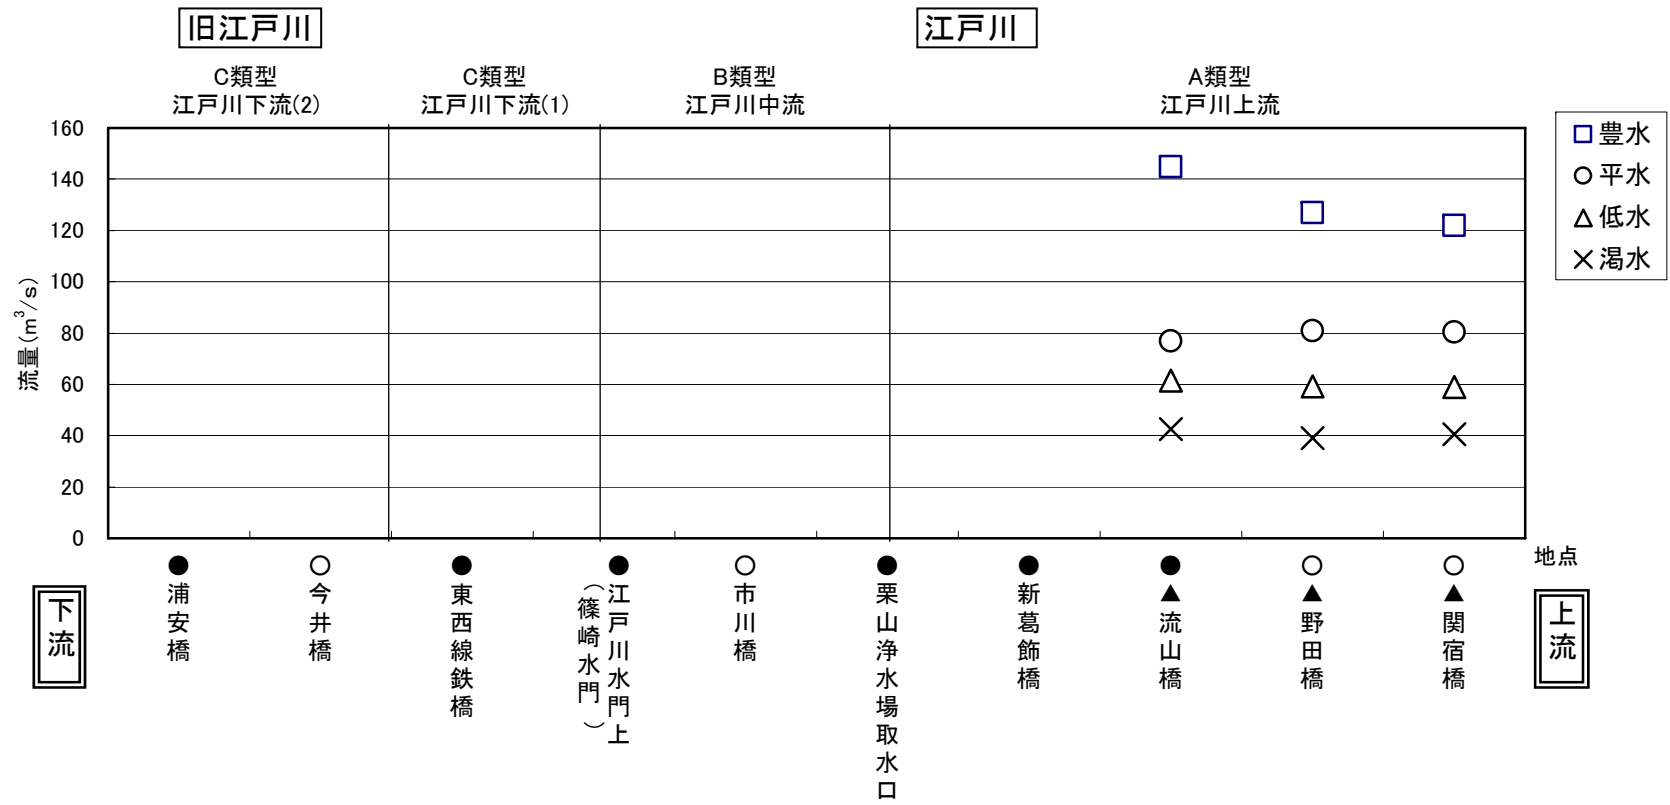 旧江戸川
江戸川
C類型
江戸川下流(2)
C類型
江戸川下流(1)
B類型
江戸川中流
A類型
江戸川上流
流量(m³/s)
160
140
120
100
80
60
40
20
0
□豊水
○平水
△低水
×渇水
地点
下流
●浦安橋
○今井橋
●東西線鉄橋
●江戸川水門上
(篠崎水門)
○市川橋
●栗山浄水場取水口
●新葛飾橋
●▲流山橋
○▲野田橋
○▲関宿橋
上流